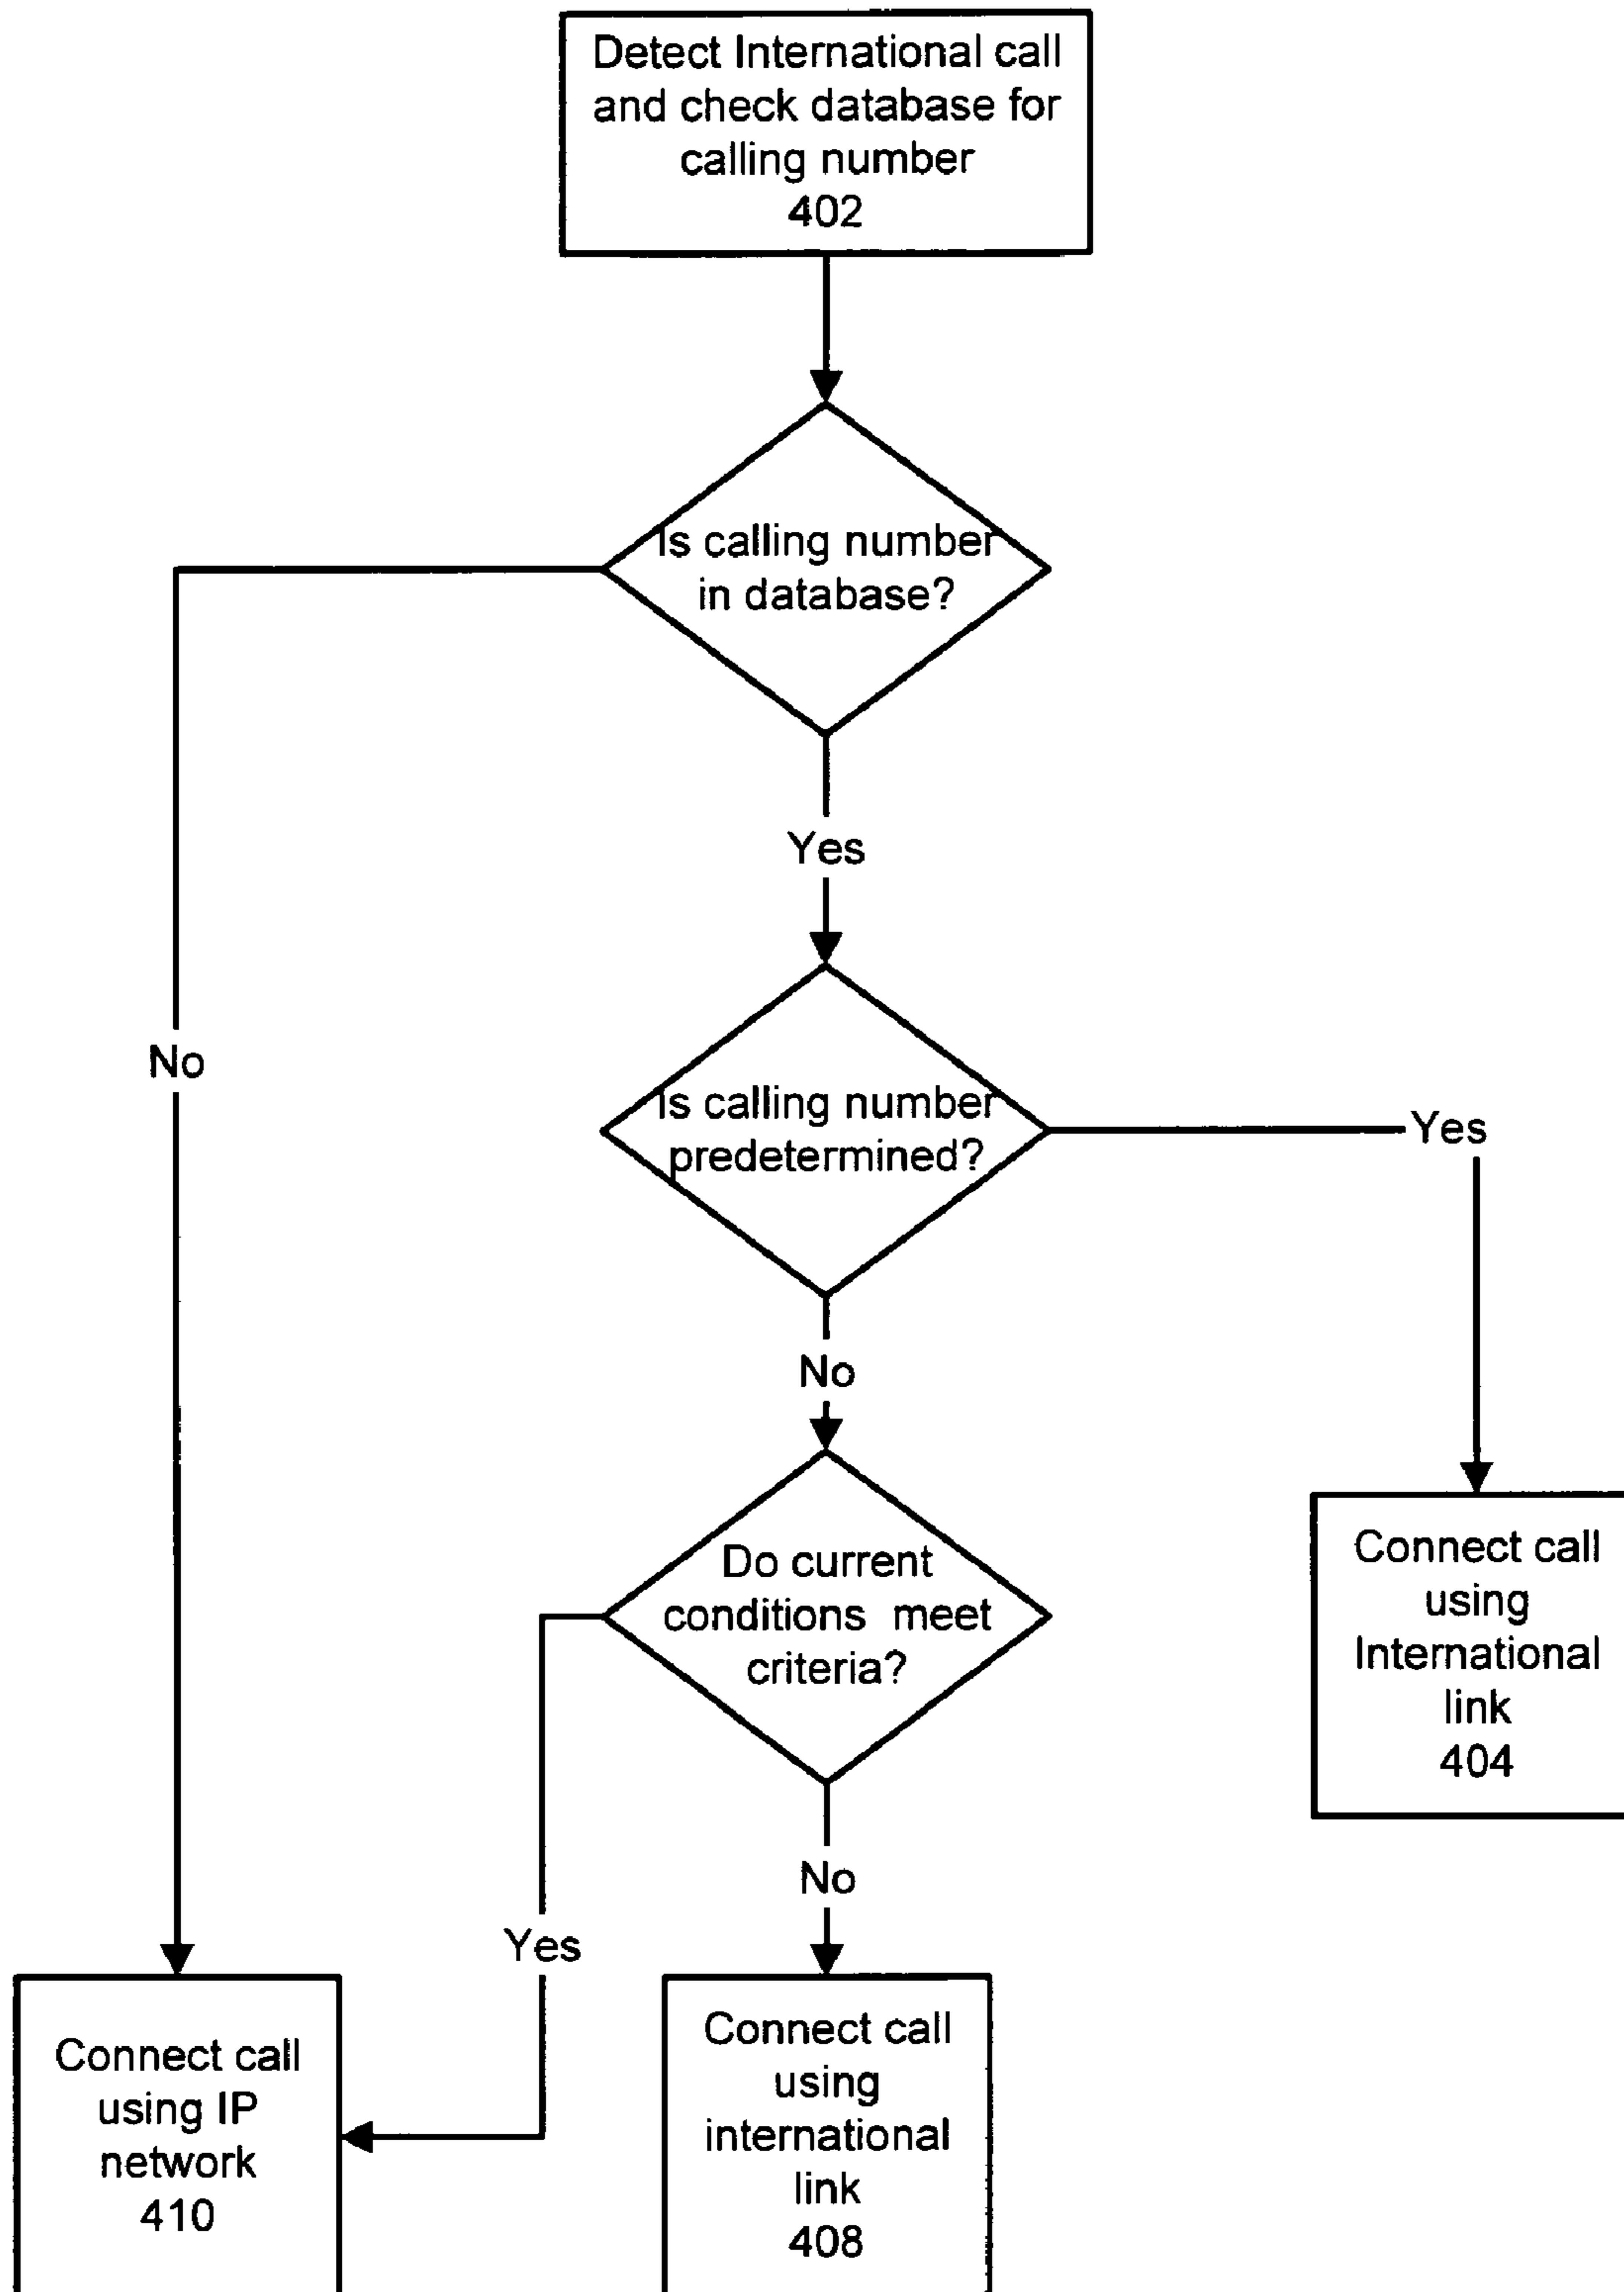 Detect International call
and check database for
calling number
402
Is calling number
in database?
Yes
No
Is calling number
predetermined?
Yes
No
Do current
conditions meet
criteria?
Connect call
using
International
link
404
No
Yes
Connect call
using IP
network
410
Connect call
using
international
link
408